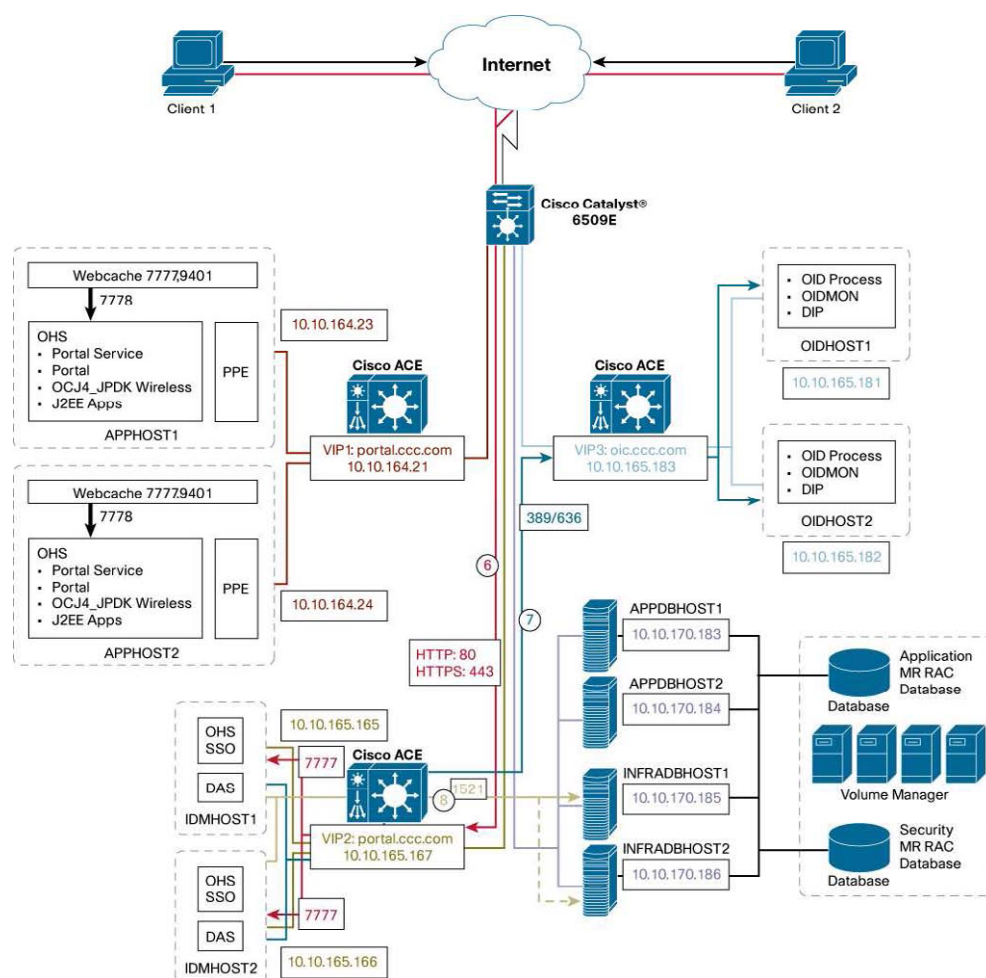 Internet
Client 1
Client 2
Cisco Catalyst®
6509E
Webcache 7777,9401
7778
OHS
• Portal Service
• Portal
• OCJ4_JPDK Wireless
• J2EE Apps
PPE
APPHOST1
10.10.164.23
Cisco ACE
VIP1: portal.ccc.com
10.10.164.21
Cisco ACE
VIP3: oic.ccc.com
10.10.165.183
• OID Process
• OIDMON
• DIP
OIDHOST1
10.10.165.181
• OID Process
• OIDMON
• DIP
OIDHOST2
10.10.165.182
Webcache 7777,9401
7778
OHS
• Portal Service
• Portal
• OCJ4_JPDK Wireless
• J2EE Apps
PPE
APPHOST2
10.10.164.24
389/636
6
7
HTTP: 80
HTTPS: 443
APPDBHOST1
10.10.170.183
APPDBHOST2
10.10.170.184
INFRADBHOST1
10.10.170.185
INFRADBHOST2
10.10.170.186
Application
MR RAC
Database
Database
Volume Manager
Security
MR RAC
Database
Database
OHS
SSO
DAS
IDMHOST1
10.10.165.165
7777
Cisco ACE
8
1521
VIP2: portal.ccc.com
10.10.165.167
OHS
SSO
DAS
IDMHOST2
7777
10.10.165.166